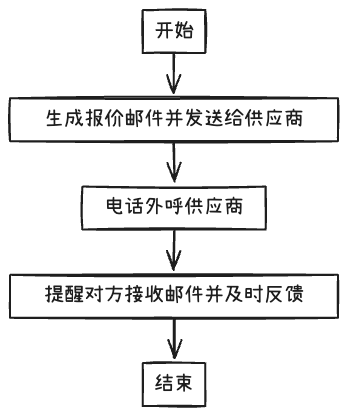 开始
生成报价邮件并发送给供应商
电话外呼供应商
提醒对方接收邮件并及时反馈
结束